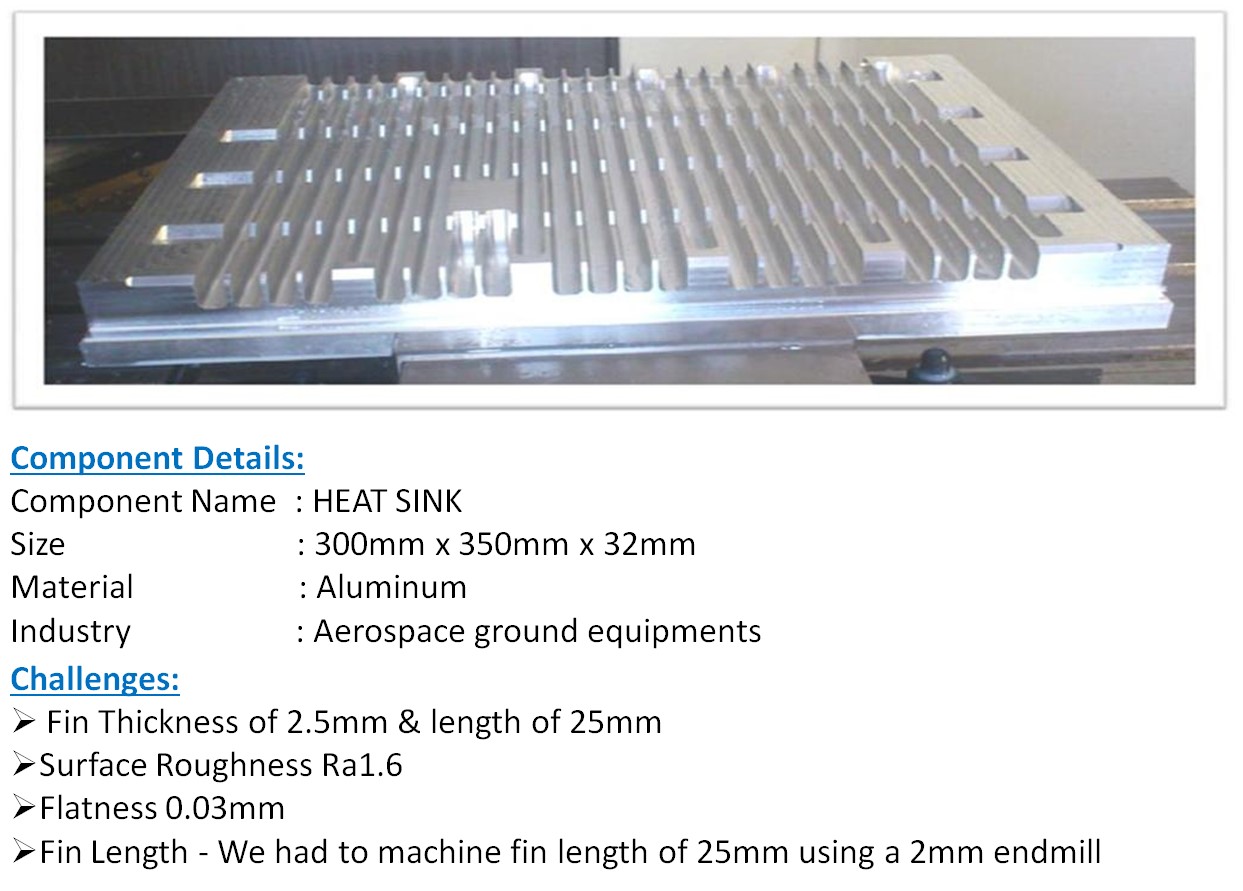 Component Details:
Component Name : HEAT SINK
Size : 300mm x 350mm x 32mm
Material : Aluminum
Industry : Aerospace ground equipments
Challenges:
➢ Fin Thickness of 2.5mm & length of 25mm
➢Surface Roughness Ra1.6
➢Flatness 0.03mm
➢Fin Length - We had to machine fin length of 25mm using a 2mm endmill